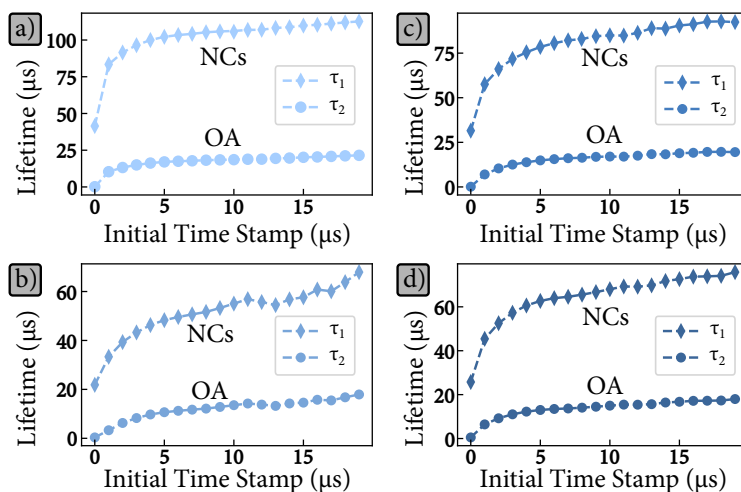 a)
Lifetime (μs)
100
75
50
25
0
NCs
OA
τ1
τ2
0 5 10 15
Initial Time Stamp (μs)
c)
Lifetime (μs)
75
50
25
0
NCs
OA
τ1
τ2
0 5 10 15
Initial Time Stamp (μs)
b)
Lifetime (μs)
60
40
20
0
NCs
OA
τ1
τ2
0 5 10 15
Initial Time Stamp (μs)
d)
Lifetime (μs)
60
40
20
0
NCs
OA
τ1
τ2
0 5 10 15
Initial Time Stamp (μs)